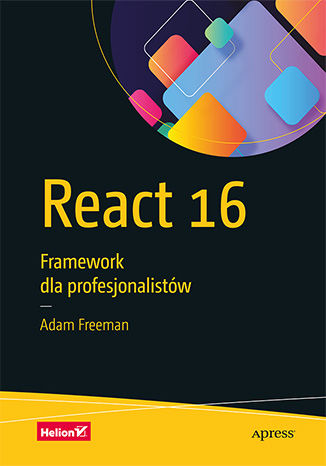 React 16
Framework
dla profesjonalistów
Adam Freeman
Helion
Apress®